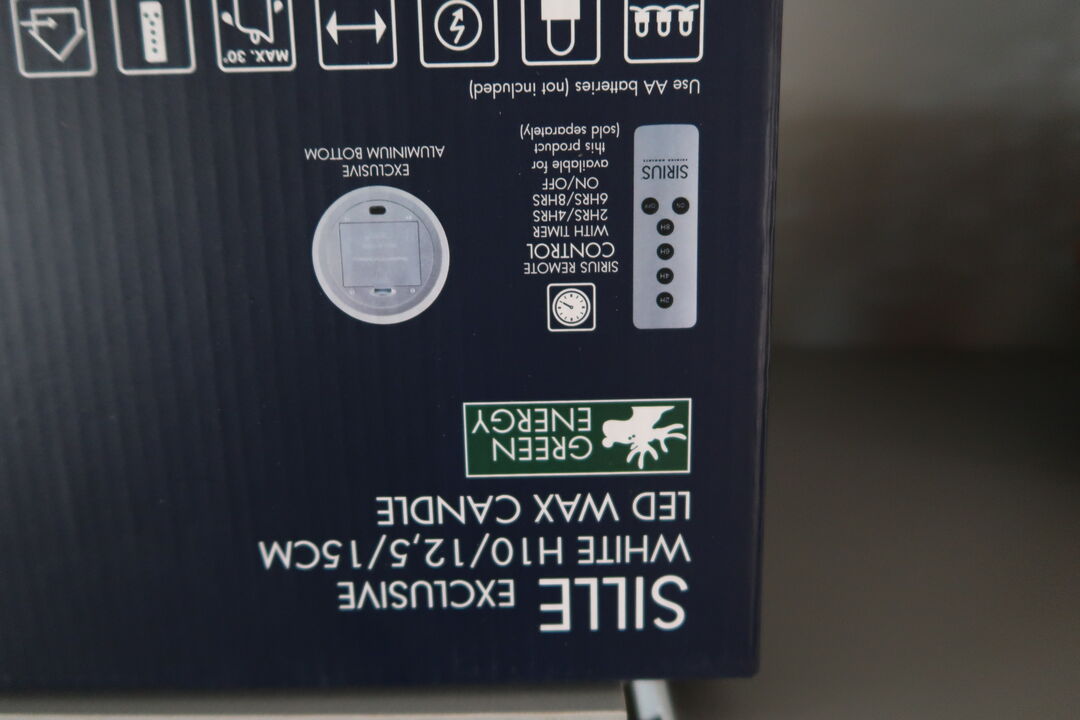 SILLE EXCLUSIVE
WHITE H10/12,5/15CM
LED WAX CANDLE
GREEN
ENERGY
2H
4H
6H
8H
ON OFF
SIRIUS
SIRIUS REMOTE
CONTROL
WITH TIMER
2HRS/4HRS
6HRS/8HRS
ON/OFF
available for
this product
(sold separately)
EXCLUSIVE
ALUMINIUM BOTTOM
Use AA batteries (not included)
MAX. 30°